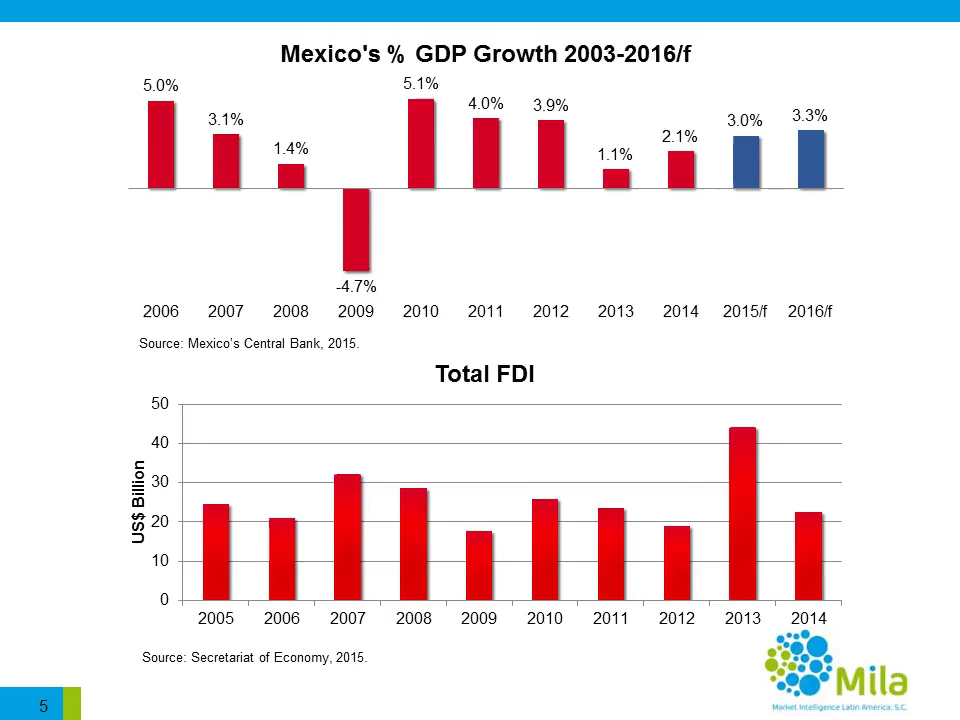 Mexico's % GDP Growth 2003-2016/f
5.0% 3.1% 1.4% -4.7% 5.1% 4.0% 3.9% 1.1% 2.1% 3.0% 3.3%
2006 2007 2008 2009 2010 2011 2012 2013 2014 2015/f 2016/f
Source: Mexico's Central Bank, 2015.
Total FDI
US$ Billion
50
40
30
20
10
0
2005 2006 2007 2008 2009 2010 2011 2012 2013 2014
Source: Secretariat of Economy, 2015.
Mila
Market Intelligence Latin America, S.C.
5